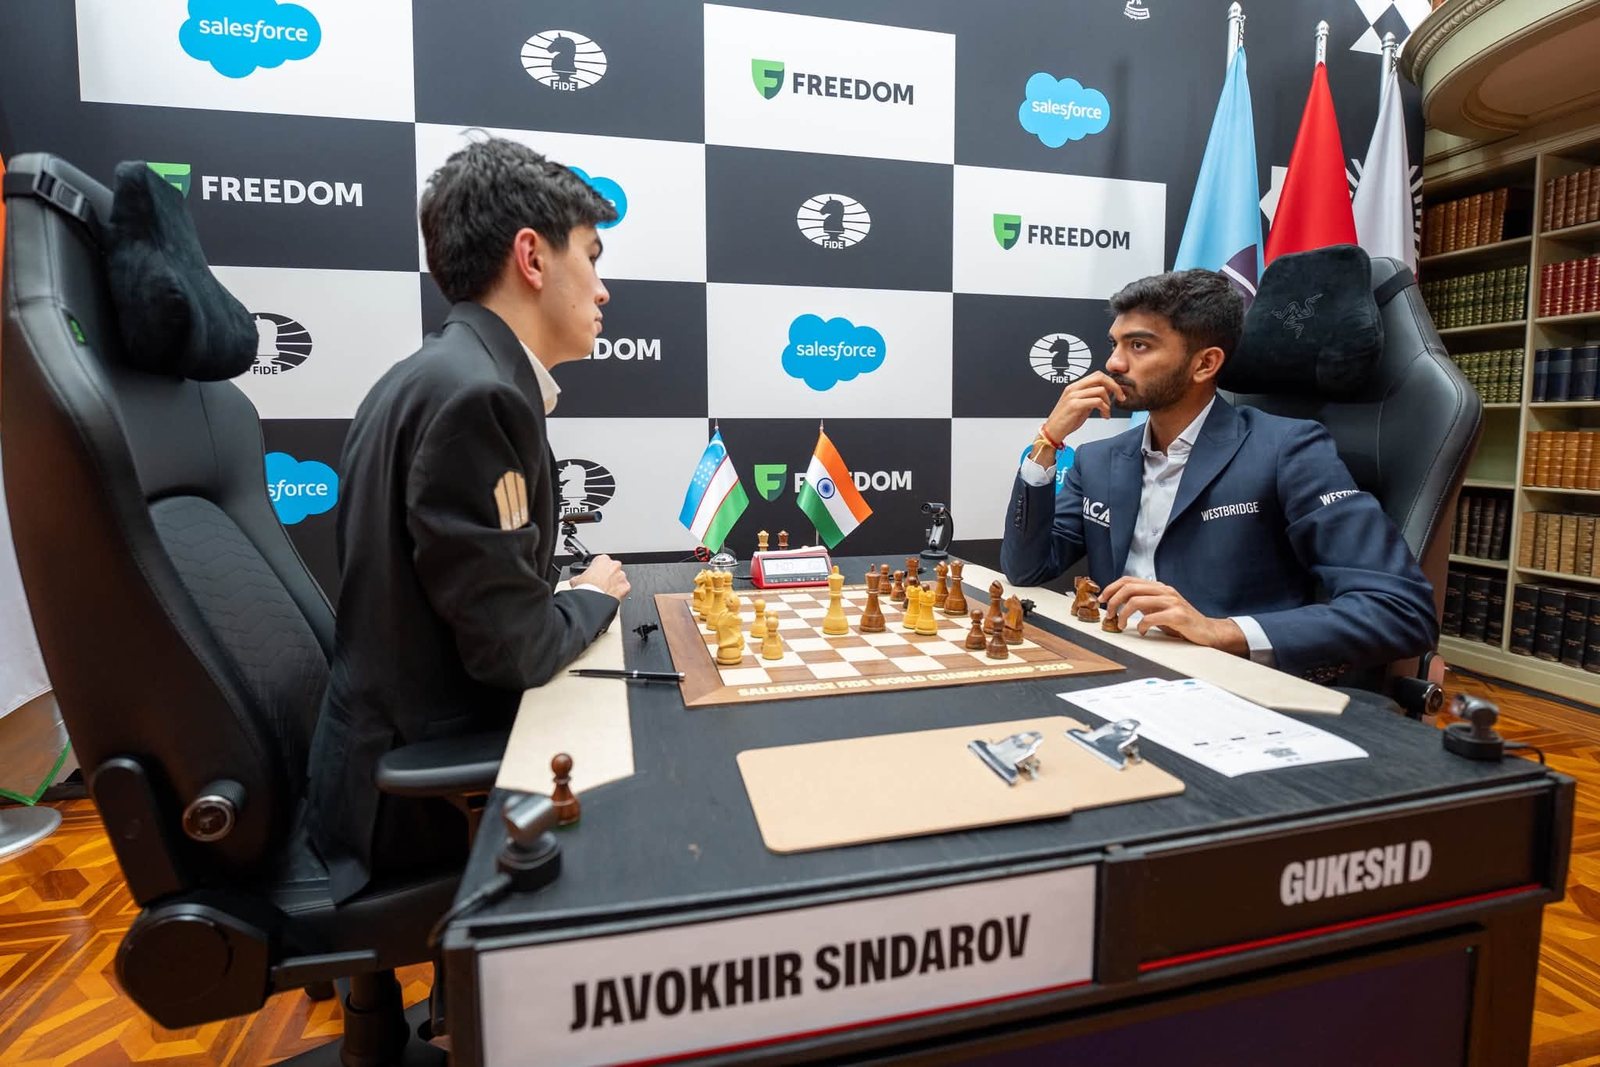 salesforce
FIDE
FREEDOM
salesforce
FREEDOM
FIDE
FREEDOM
FIDE
DOM
salesforce
FIDE
sforce
FIDE
F
DOM
WESTBRIDGE
SALESFORCE FIDE WORLD CHAMPIONSHIP 2026
GUKESH D
JAVOKHIR SINDAROV